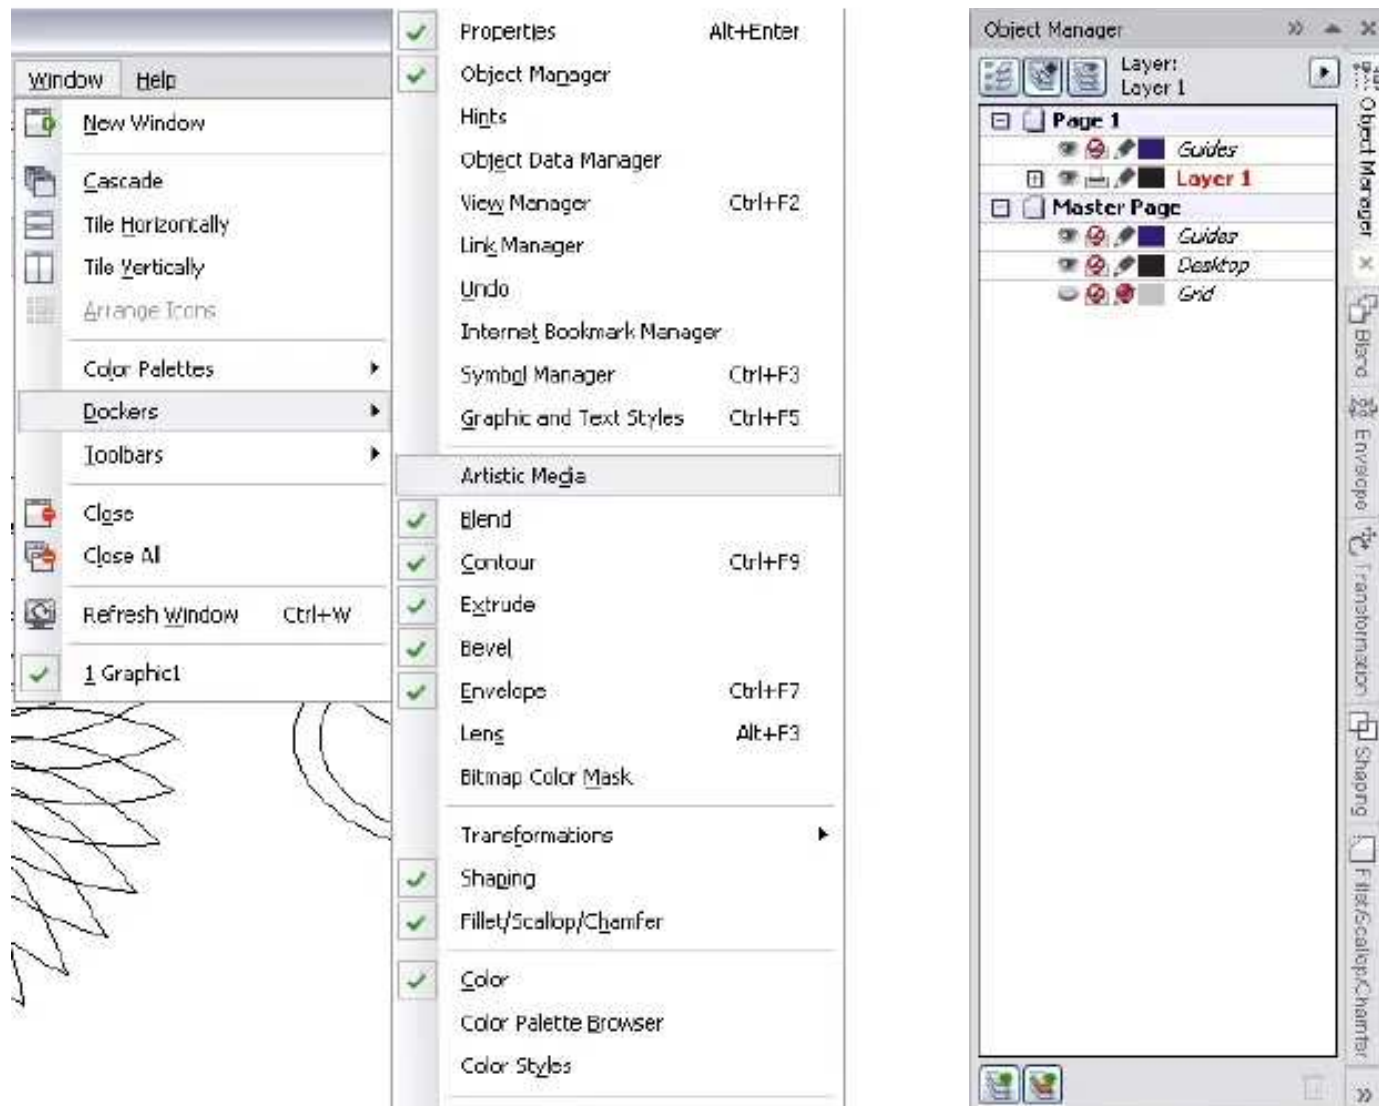 Window Help
New Window
Cascade
Tile Horizontally
Tile Vertically
Arrange Icons
Color Palettes
Dockers
Toolbars
Close
Close All
Refresh Window Ctrl+W
1 Graphic1
Properties Alt+Enter
Object Manager
Hints
Object Data Manager
View Manager Ctrl+F2
Link Manager
Undo
Internet Bookmark Manager
Symbol Manager Ctrl+F3
Graphic and Text Styles Ctrl+F5
Artistic Media
Blend
Contour Ctrl+F9
Extrude
Bevel
Envelope Ctrl+F7
Lens Alt+F3
Bitmap Color Mask
Transformations
Shaping
Fillet/Scallop/Chamfer
Color
Color Palette Browser
Color Styles
Object Manager
Layer:
Layer 1
Page 1
Guides
Layer 1
Master Page
Guides
Desktop
Grid
Object Manager
Blend
Envelope
Transformation
Shaping
Fillet/Scallop/Chamfer